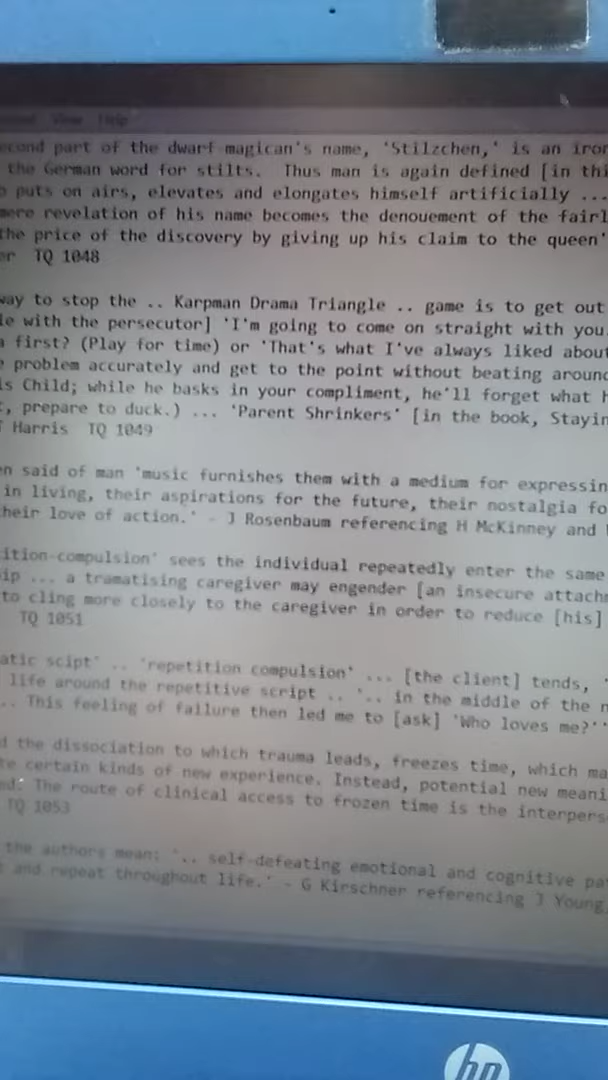 View Help
econd part of the dwarf magican's name, 'Stilzchen,' is an iron
the German word for stilts. Thus man is again defined [in thi
puts on airs, elevates and elongates himself artificially ...
mere revelation of his name becomes the denouement of the fairl
the price of the discovery by giving up his claim to the queen'
er TQ 1048
way to stop the .. Karpman Drama Triangle .. game is to get out
le with the persecutor] 'I'm going to come on straight with you
a first? (Play for time) or 'That's what I've always liked about
e problem accurately and get to the point without beating around
is Child; while he basks in your compliment, he'll forget what h
, prepare to duck.) ... 'Parent Shrinkers' [in the book, Stayin
T Harris TQ 1049
en said of man 'music furnishes them with a medium for expressin
in living, their aspirations for the future, their nostalgia fo
their love of action.' - J Rosenbaum referencing H McKinney and
ition-compulsion' sees the individual repeatedly enter the same
ip ... a tramatising caregiver may engender [an insecure attachm
to cling more closely to the caregiver in order to reduce [his]
TQ 1051
atic scipt' .. 'repetition compulsion' ... [the client] tends, '
life around the repetitive script .. '.. in the middle of the n
.. This feeling of failure then led me to [ask] 'Who loves me?''
d the dissociation to which trauma leads, freezes time, which ma
te certain kinds of new experience. Instead, potential new meani
ed: The route of clinical access to frozen time is the interpers
TQ 1053
the authors mean: '.. self-defeating emotional and cognitive pa
t and repeat throughout life.' - G Kirschner referencing J Young,
hp